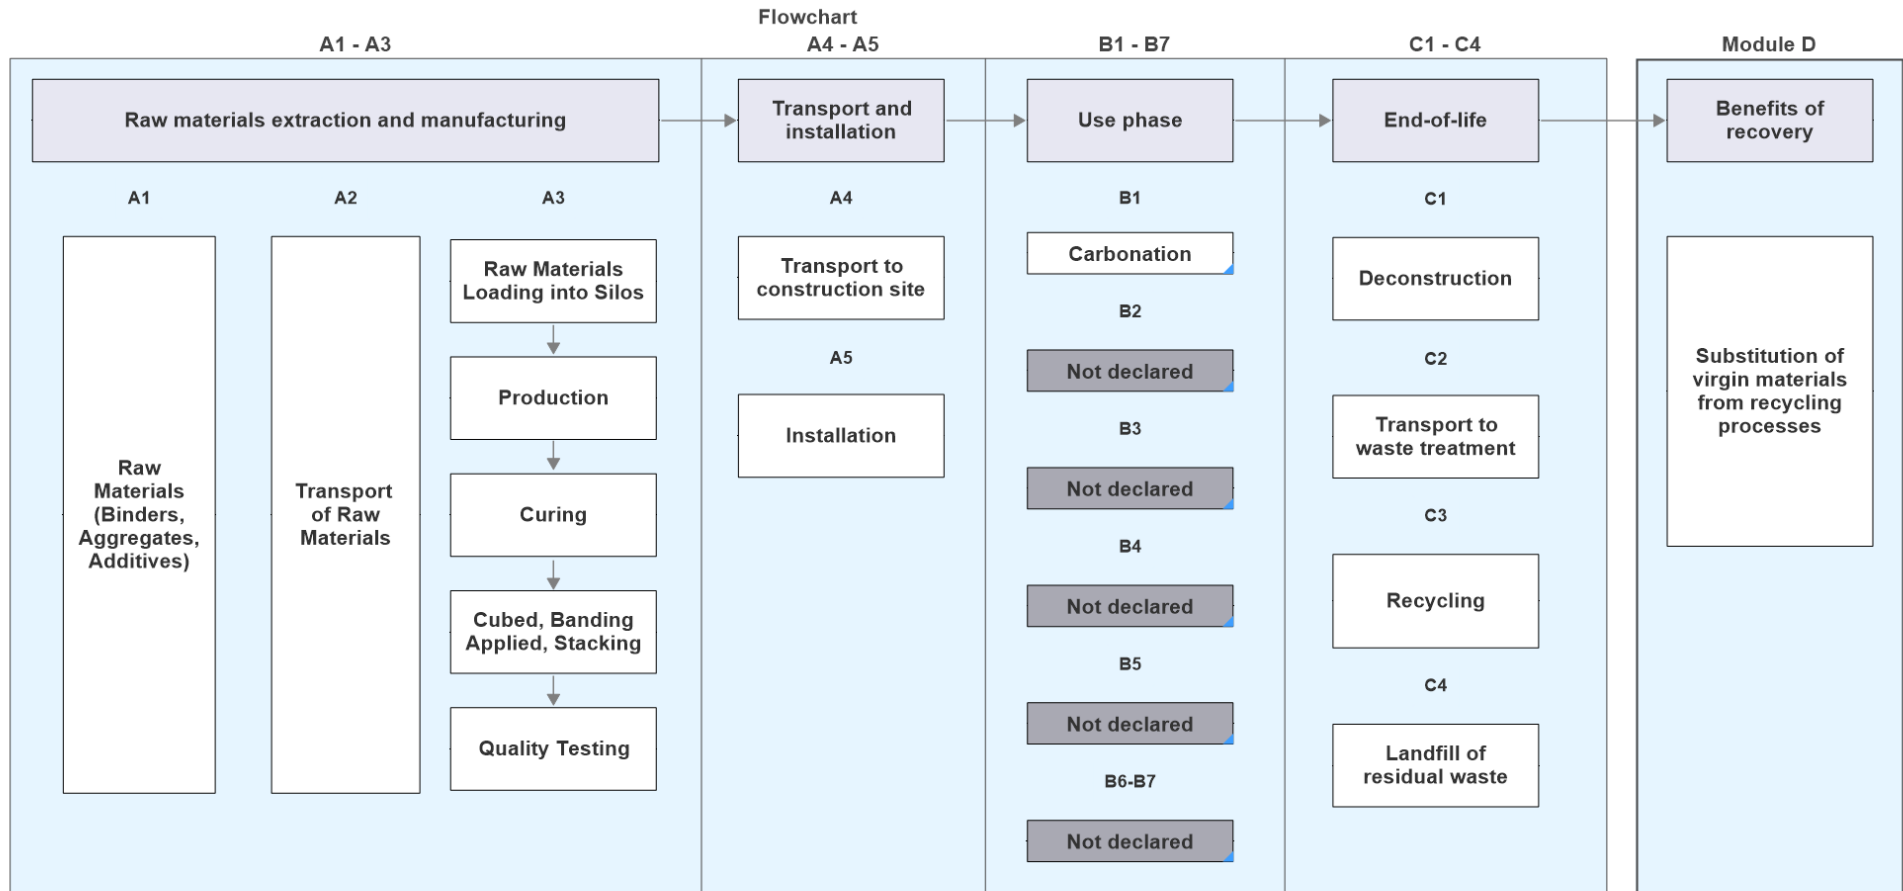 Flowchart
A1 - A3
A4 - A5
B1 - B7
C1 - C4
Module D
Raw materials extraction and manufacturing
Transport and
installation
Use phase
End-of-life
Benefits of
recovery
A1
Raw
Materials
(Binders,
Aggregates,
Additives)
A2
Transport
of Raw
Materials
A3
Raw Materials
Loading into Silos
Production
Curing
Cubed, Banding
Applied, Stacking
Quality Testing
A4
Transport to
construction site
A5
Installation
B1
Carbonation
B2
Not declared
B3
Not declared
B4
Not declared
B5
Not declared
B6-B7
Not declared
C1
Deconstruction
C2
Transport to
waste treatment
C3
Recycling
C4
Landfill of
residual waste
Substitution of
virgin materials
from recycling
processes